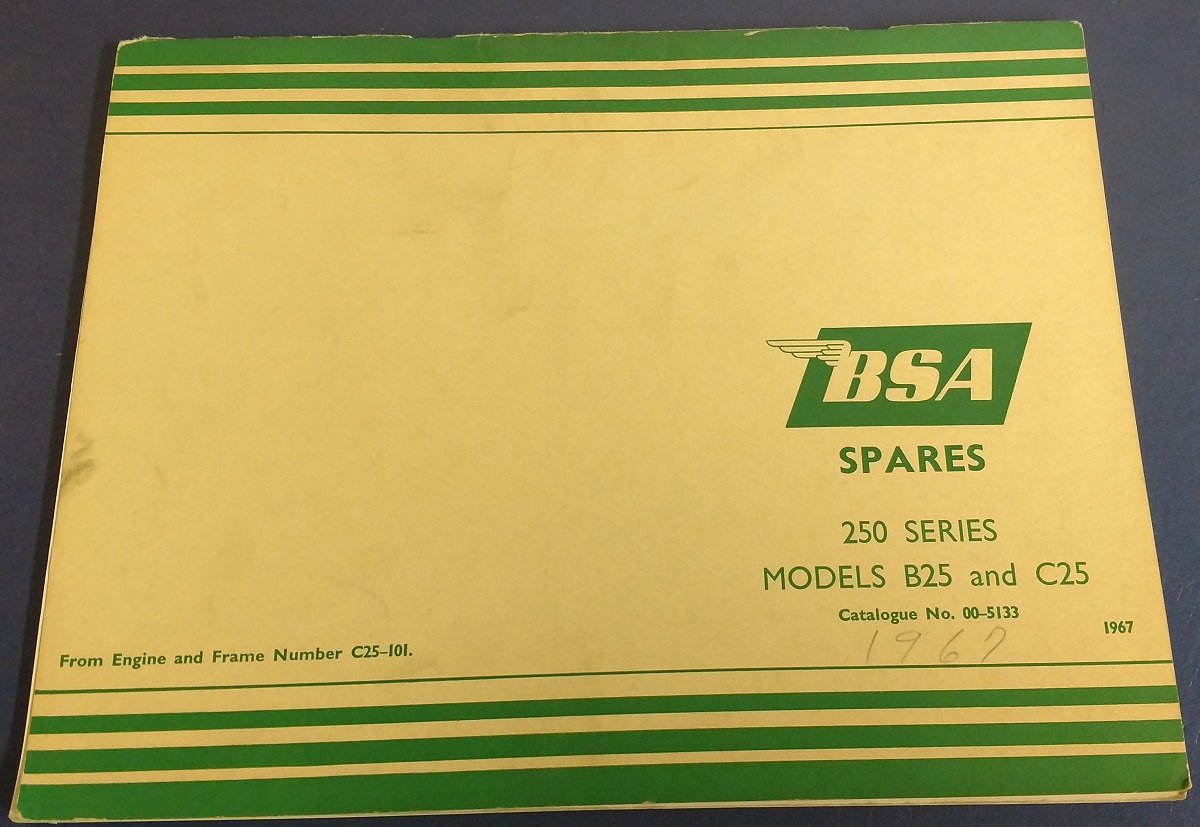 BSA
SPARES
250 SERIES
MODELS B25 and C25
Catalogue No. 00-5133
1967
1967
From Engine and Frame Number C25-101.